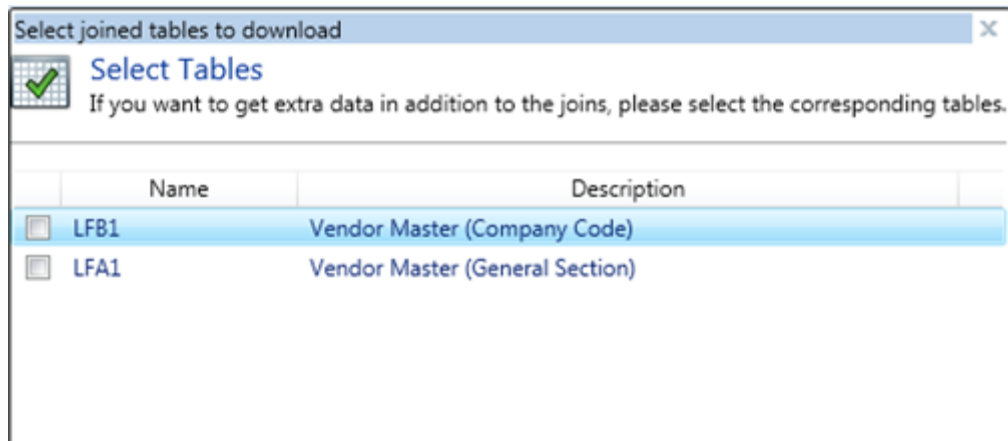 Select joined tables to download
Select Tables
If you want to get extra data in addition to the joins, please select the corresponding tables.
Name Description
LFB1 Vendor Master (Company Code)
LFA1 Vendor Master (General Section)